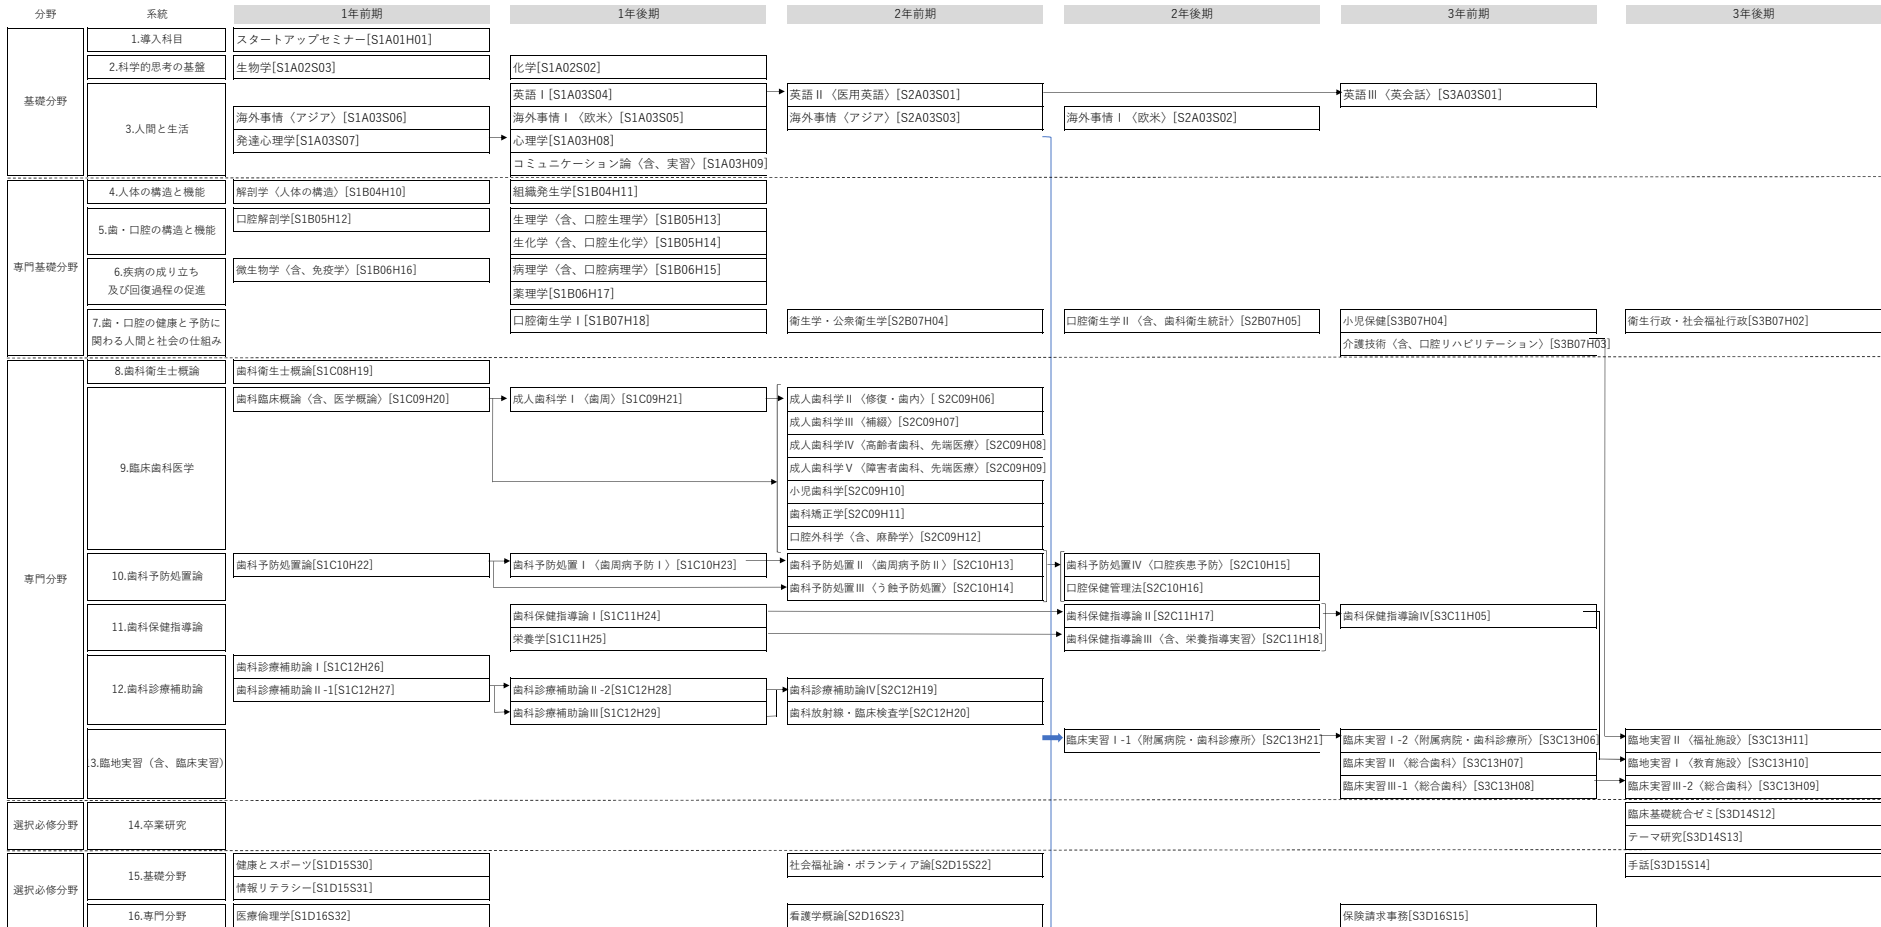 分野 系統 1年前期 1年後期 2年前期 2年後期 3年前期 3年後期
基礎分野
1.導入科目 スタートアップセミナー[S1A01H01]
2.科学的思考の基盤 生物学[S1A02S03] 化学[S1A02S02]
3.人間と生活
英語Ⅰ[S1A03S04] 英語Ⅱ〈医用英語〉[S2A03S01] 英語Ⅲ〈英会話〉[S3A03S01]
海外事情〈アジア〉[S1A03S06] 海外事情Ⅰ〈欧米〉[S1A03S05] 海外事情〈アジア〉[S2A03S03] 海外事情Ⅰ〈欧米〉[S2A03S02]
発達心理学[S1A03S07] 心理学[S1A03H08]
コミュニケーション論〈含、実習〉[S1A03H09]
専門基礎分野
4.人体の構造と機能 解剖学〈人体の構造〉[S1B04H10] 組織発生学[S1B04H11]
5.歯・口腔の構造と機能
口腔解剖学[S1B05H12] 生理学〈含、口腔生理学〉[S1B05H13]
生化学〈含、口腔生化学〉[S1B05H14]
6.疾病の成り立ち
及び回復過程の促進
微生物学〈含、免疫学〉[S1B06H16] 病理学〈含、口腔病理学〉[S1B06H15]
薬理学[S1B06H17]
7.歯・口腔の健康と予防に
関わる人間と社会の仕組み
口腔衛生学Ⅰ[S1B07H18] 衛生学・公衆衛生学[S2B07H04] 口腔衛生学Ⅱ〈含、歯科衛生統計〉[S2B07H05] 小児保健[S3B07H04] 衛生行政・社会福祉行政[S3B07H02]
介護技術〈含、口腔リハビリテーション〉[S3B07H03]
専門分野
8.歯科衛生士概論 歯科衛生士概論[S1C08H19]
9.臨床歯科医学
歯科臨床概論〈含、医学概論〉[S1C09H20] 成人歯科学Ⅰ〈歯周〉[S1C09H21] 成人歯科学Ⅱ〈修復・歯内〉[ S2C09H06]
成人歯科学Ⅲ〈補綴〉[S2C09H07]
成人歯科学Ⅳ〈高齢者歯科、先端医療〉[S2C09H08]
成人歯科学Ⅴ〈障害者歯科、先端医療〉[S2C09H09]
小児歯科学[S2C09H10]
歯科矯正学[S2C09H11]
口腔外科学〈含、麻酔学〉[S2C09H12]
10.歯科予防処置論
歯科予防処置論[S1C10H22] 歯科予防処置Ⅰ〈歯周病予防Ⅰ〉[S1C10H23] 歯科予防処置Ⅱ〈歯周病予防Ⅱ〉[S2C10H13] 歯科予防処置Ⅳ〈口腔疾患予防〉[S2C10H15]
歯科予防処置Ⅲ〈う蝕予防処置〉[S2C10H14] 口腔保健管理法[S2C10H16]
11.歯科保健指導論
歯科保健指導論Ⅰ[S1C11H24] 歯科保健指導論Ⅱ[S2C11H17] 歯科保健指導論Ⅳ[S3C11H05]
栄養学[S1C11H25] 歯科保健指導論Ⅲ〈含、栄養指導実習〉[S2C11H18]
12.歯科診療補助論
歯科診療補助論Ⅰ[S1C12H26]
歯科診療補助論Ⅱ-1[S1C12H27] 歯科診療補助論Ⅱ-2[S1C12H28] 歯科診療補助論Ⅳ[S2C12H19]
歯科診療補助論Ⅲ[S1C12H29] 歯科放射線・臨床検査学[S2C12H20]
3.臨地実習（含、臨床実習）
臨床実習Ⅰ-1〈附属病院・歯科診療所〉[S2C13H21] 臨床実習Ⅰ-2〈附属病院・歯科診療所〉[S3C13H06] 臨地実習Ⅱ〈福祉施設〉[S3C13H11]
臨床実習Ⅱ〈総合歯科〉[S3C13H07] 臨地実習Ⅰ〈教育施設〉[S3C13H10]
臨床実習Ⅲ-1〈総合歯科〉[S3C13H08] 臨床実習Ⅲ-2〈総合歯科〉[S3C13H09]
選択必修分野
14.卒業研究
臨床基礎統合ゼミ[S3D14S12]
テーマ研究[S3D14S13]
選択必修分野
15.基礎分野
健康とスポーツ[S1D15S30] 社会福祉論・ボランティア論[S2D15S22] 手話[S3D15S14]
情報リテラシー[S1D15S31]
16.専門分野 医療倫理学[S1D16S32] 看護学概論[S2D16S23] 保険請求事務[S3D16S15]